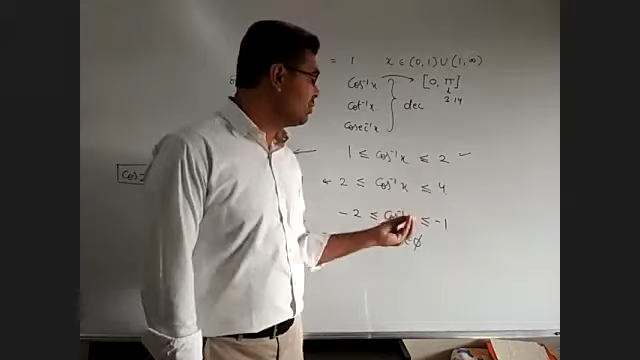 = 1 x ∈ (0, 1) ∪ (1, ∞)
cos⁻¹x → [0, π]
3.14
cot⁻¹x } dec
cosec⁻¹x
← 1 ≤ cos⁻¹x ≤ 2
← 2 ≤ cos⁻¹x ≤ 4
cos
-2 ≤ cos⁻¹ ≤ -1
φ